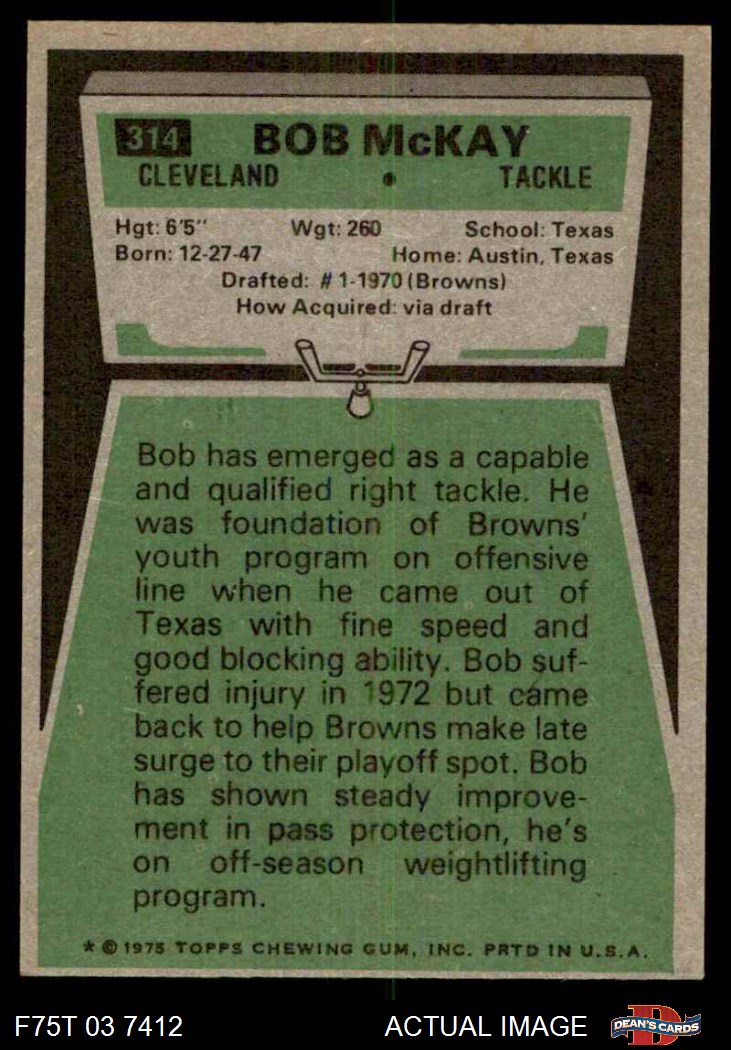 314 BOB McKAY
CLEVELAND • TACKLE
Hgt: 6'5" Wgt: 260 School: Texas
Born: 12-27-47 Home: Austin, Texas
Drafted: #1-1970 (Browns)
How Acquired: via draft
Bob has emerged as a capable
and qualified right tackle. He
was foundation of Browns'
youth program on offensive
line when he came out of
Texas with fine speed and
good blocking ability. Bob suf-
fered injury in 1972 but came
back to help Browns make late
surge to their playoff spot. Bob
has shown steady improve-
ment in pass protection, he's
on off-season weightlifting
program.
* © 1975 TOPPS CHEWING GUM, INC. PRTD IN U.S.A.
F75T 03 7412 ACTUAL IMAGE DEAN'S CARDS